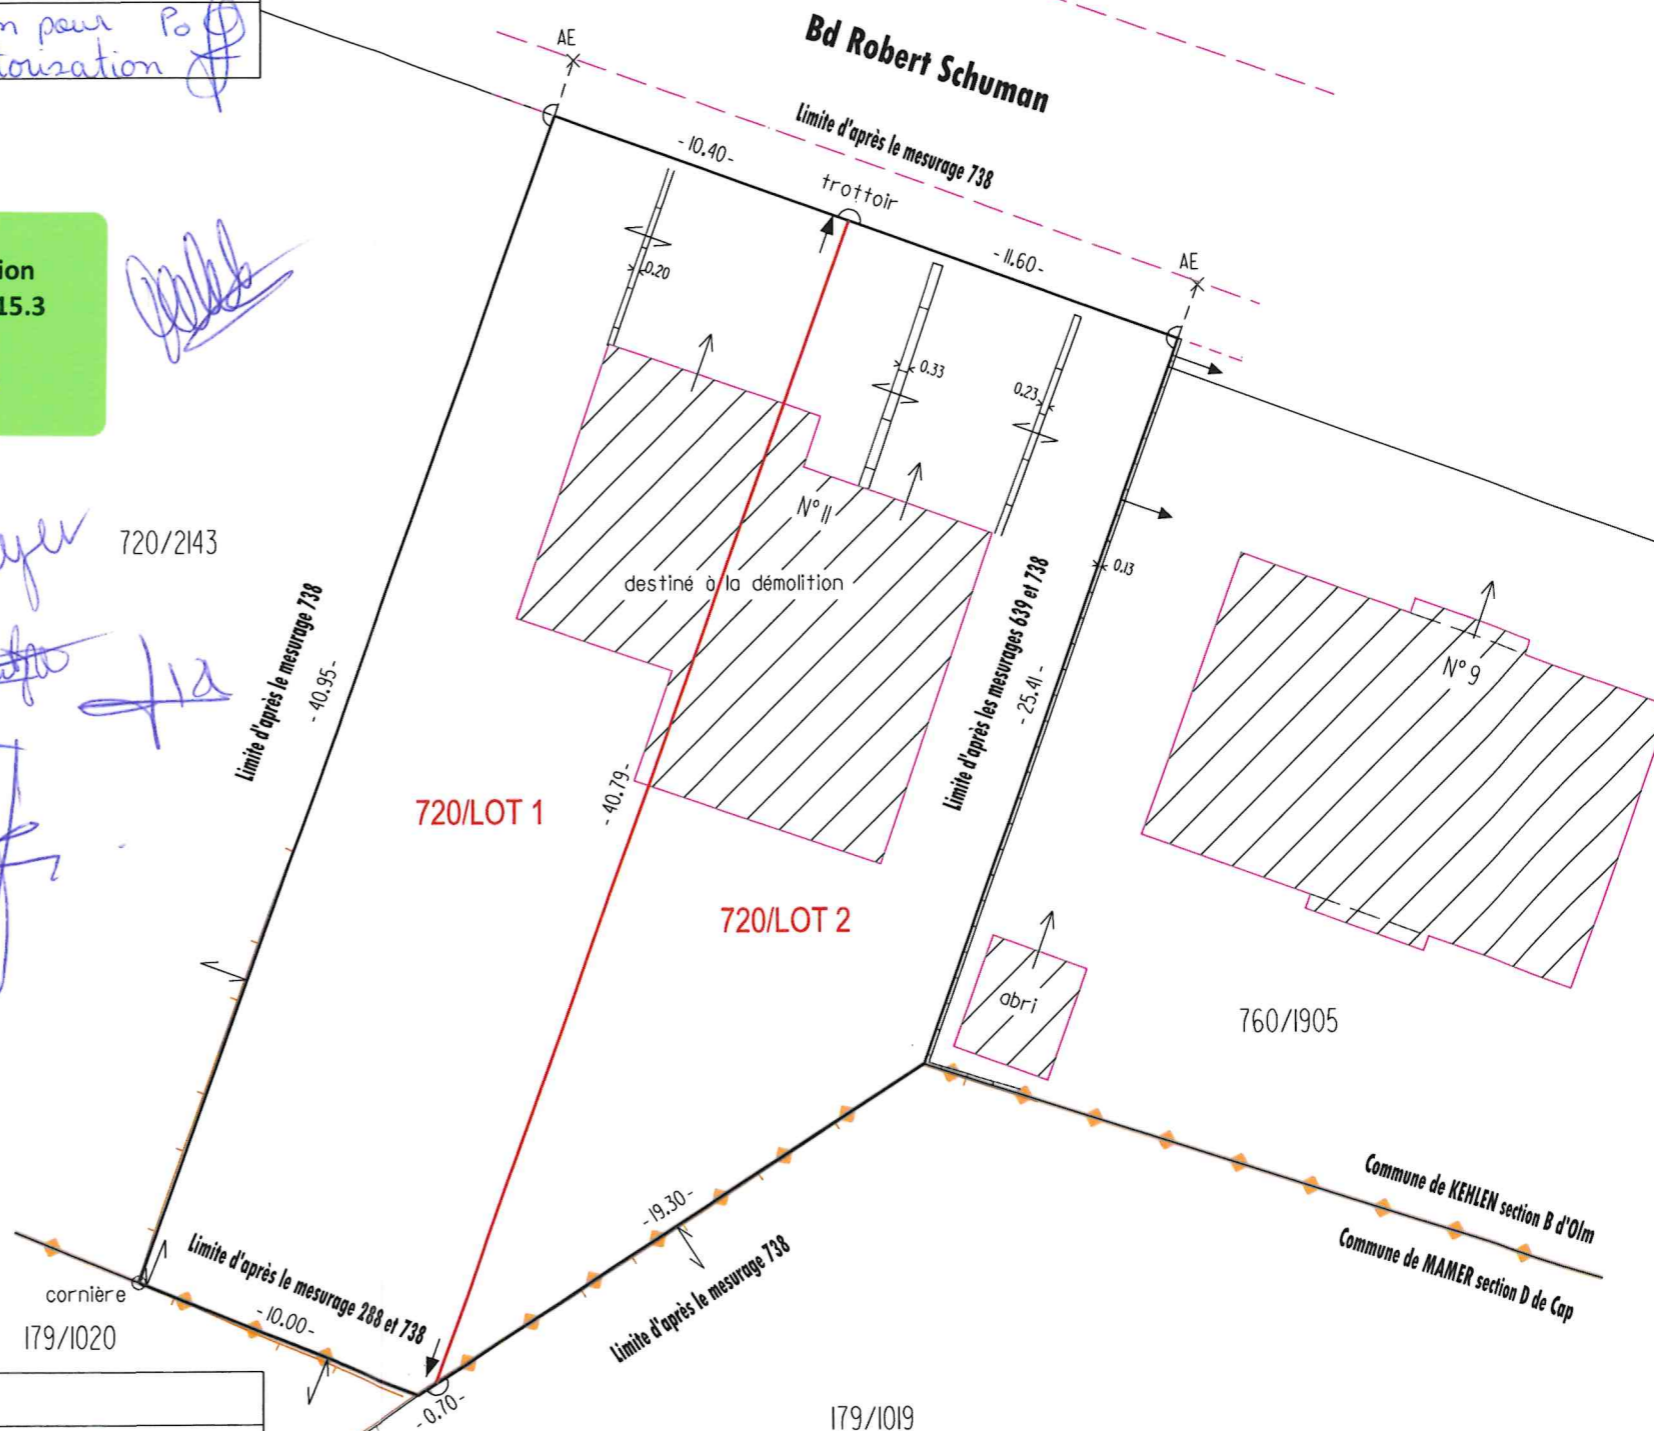 pour Po
torisation
AE
Bd Robert Schuman
Limite d'après le mesurage 738
-10.40-
trottoir
-11.60-
AE
ion
15.3
0.20
0.33
0.23
0.13
N°11
destiné à la démolition
720/2143
Limite d'après le mesurage 738
-40.95-
Limite d'après les mesurages 639 et 738
-25.41-
N°9
-40.79-
720/LOT 1
720/LOT 2
abri
760/1905
Commune de KEHLEN section B d'Olm
Commune de MAMER section D de Cap
-19.30-
Limite d'après le mesurage 738
Limite d'après le mesurage 288 et 738
-10.00-
cornière
179/1020
-0.70-
179/1019